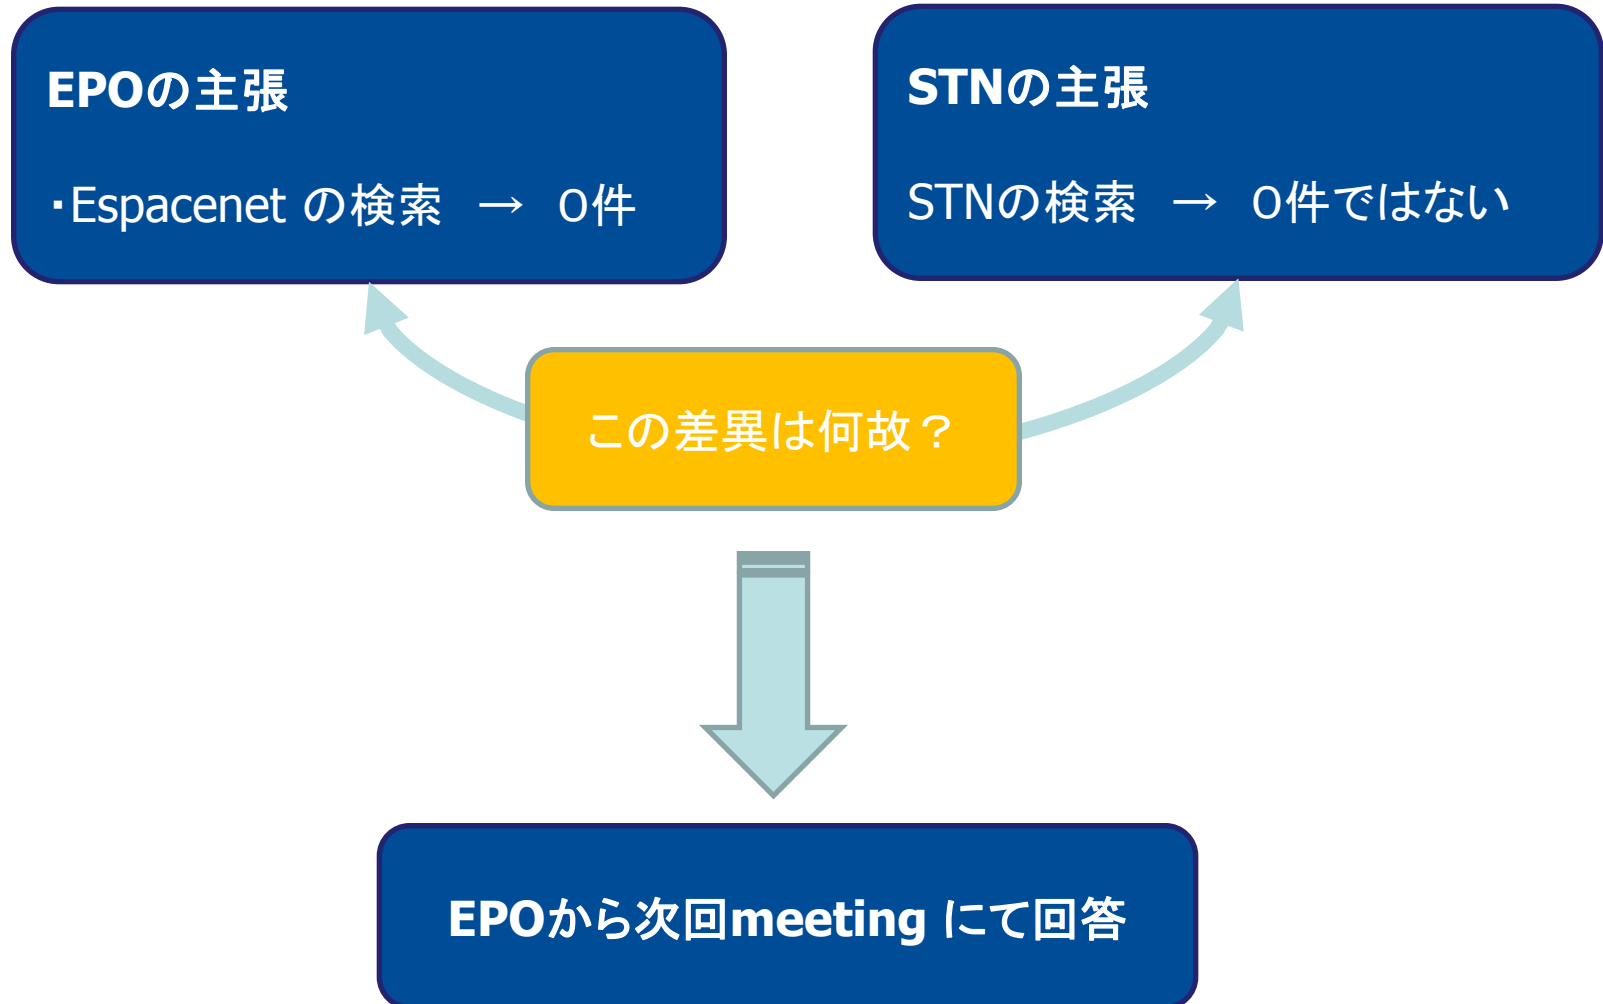 EPOの主張
・Espacenet の検索 → 0件
STNの主張
STNの検索 → 0件ではない
この差異は何故？
EPOから次回meeting にて回答